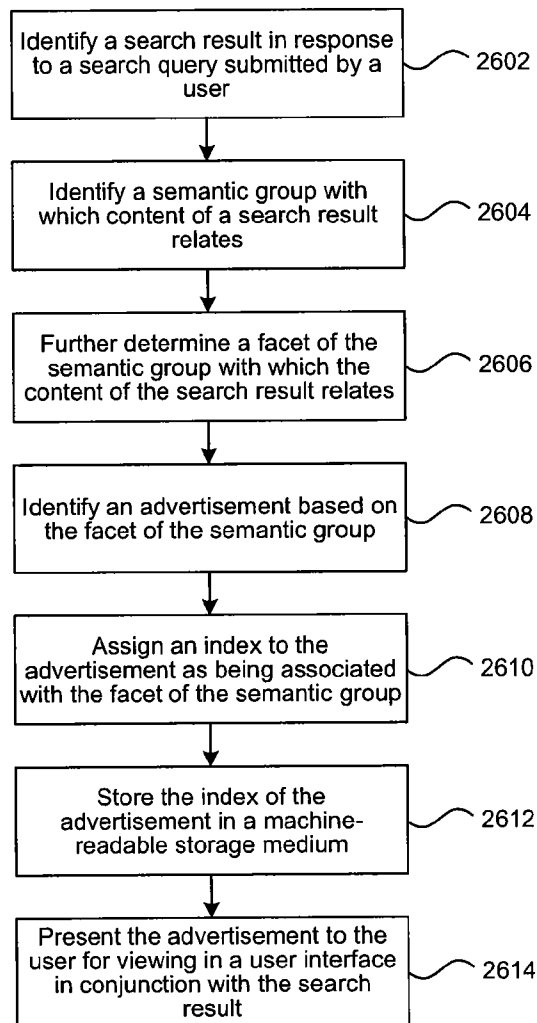 Identify a search result in response
to a search query submitted by a
user
2602
Identify a semantic group with
which content of a search result
relates
2604
Further determine a facet of the
semantic group with which the
content of the search result relates
2606
Identify an advertisement based on
the facet of the semantic group
2608
Assign an index to the
advertisement as being associated
with the facet of the semantic group
2610
Store the index of the
advertisement in a machine-
readable storage medium
2612
Present the advertisement to the
user for viewing in a user interface
in conjunction with the search
result
2614